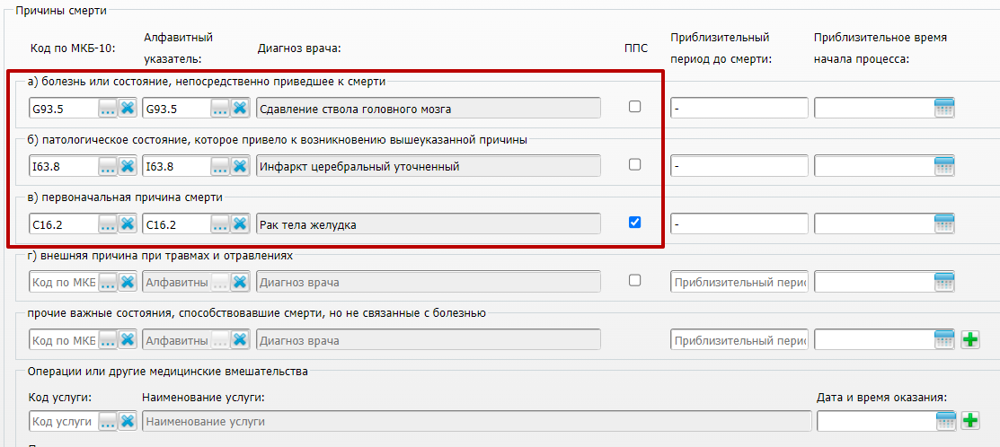 Причины смерти
Код по МКБ-10: Алфавитный указатель: Диагноз врача: ППС Приблизительный период до смерти: Приблизительное время начала процесса:
а) болезнь или состояние, непосредственно приведшее к смерти
G93.5 ... G93.5 ... Сдавление ствола головного мозга -
б) патологическое состояние, которое привело к возникновению вышеуказанной причины
I63.8 ... I63.8 ... Инфаркт церебральный уточненный -
в) первоначальная причина смерти
C16.2 ... C16.2 ... Рак тела желудка -
г) внешняя причина при травмах и отравлениях
Код по МКБ ... Алфавитны ... Диагноз врача Приблизительный перио
прочие важные состояния, способствовавшие смерти, но не связанные с болезнью
Код по МКБ ... Алфавитны ... Диагноз врача Приблизительный перио
Операции или другие медицинские вмешательства
Код услуги: Наименование услуги: Дата и время оказания:
Код услуги ... Наименование услуги